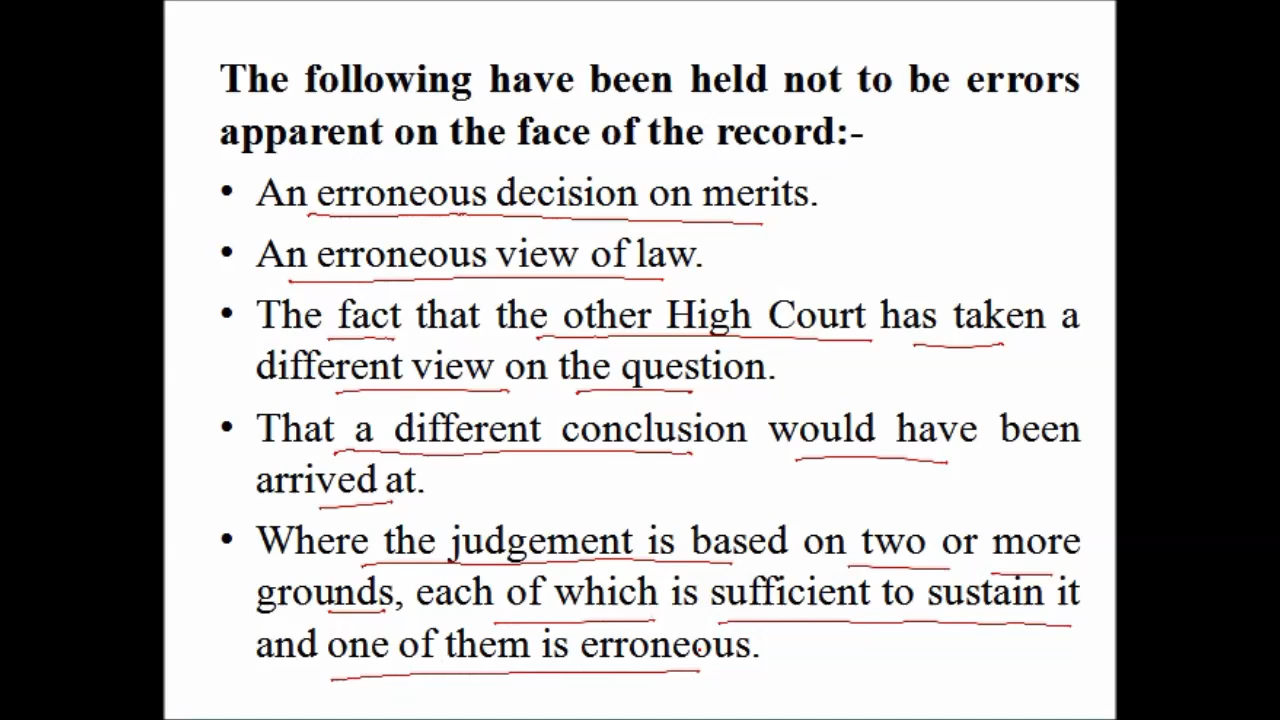 The following have been held not to be errors
apparent on the face of the record:-
• An erroneous decision on merits.
• An erroneous view of law.
• The fact that the other High Court has taken a
different view on the question.
• That a different conclusion would have been
arrived at.
• Where the judgement is based on two or more
grounds, each of which is sufficient to sustain it
and one of them is erroneous.